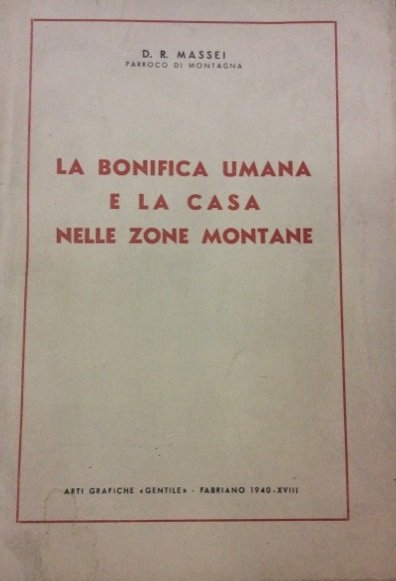 D. R. MASSEI
PARROCO DI MONTAGNA
LA BONIFICA UMANA
E LA CASA
NELLE ZONE MONTANE
ARTI GRAFICHE «GENTILE» - FABRIANO 1940-XVIII